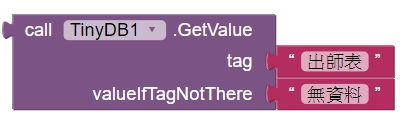 call TinyDB1 .GetValue
tag “ 出師表 ”
valueIfTagNotThere “ 無資料 ”